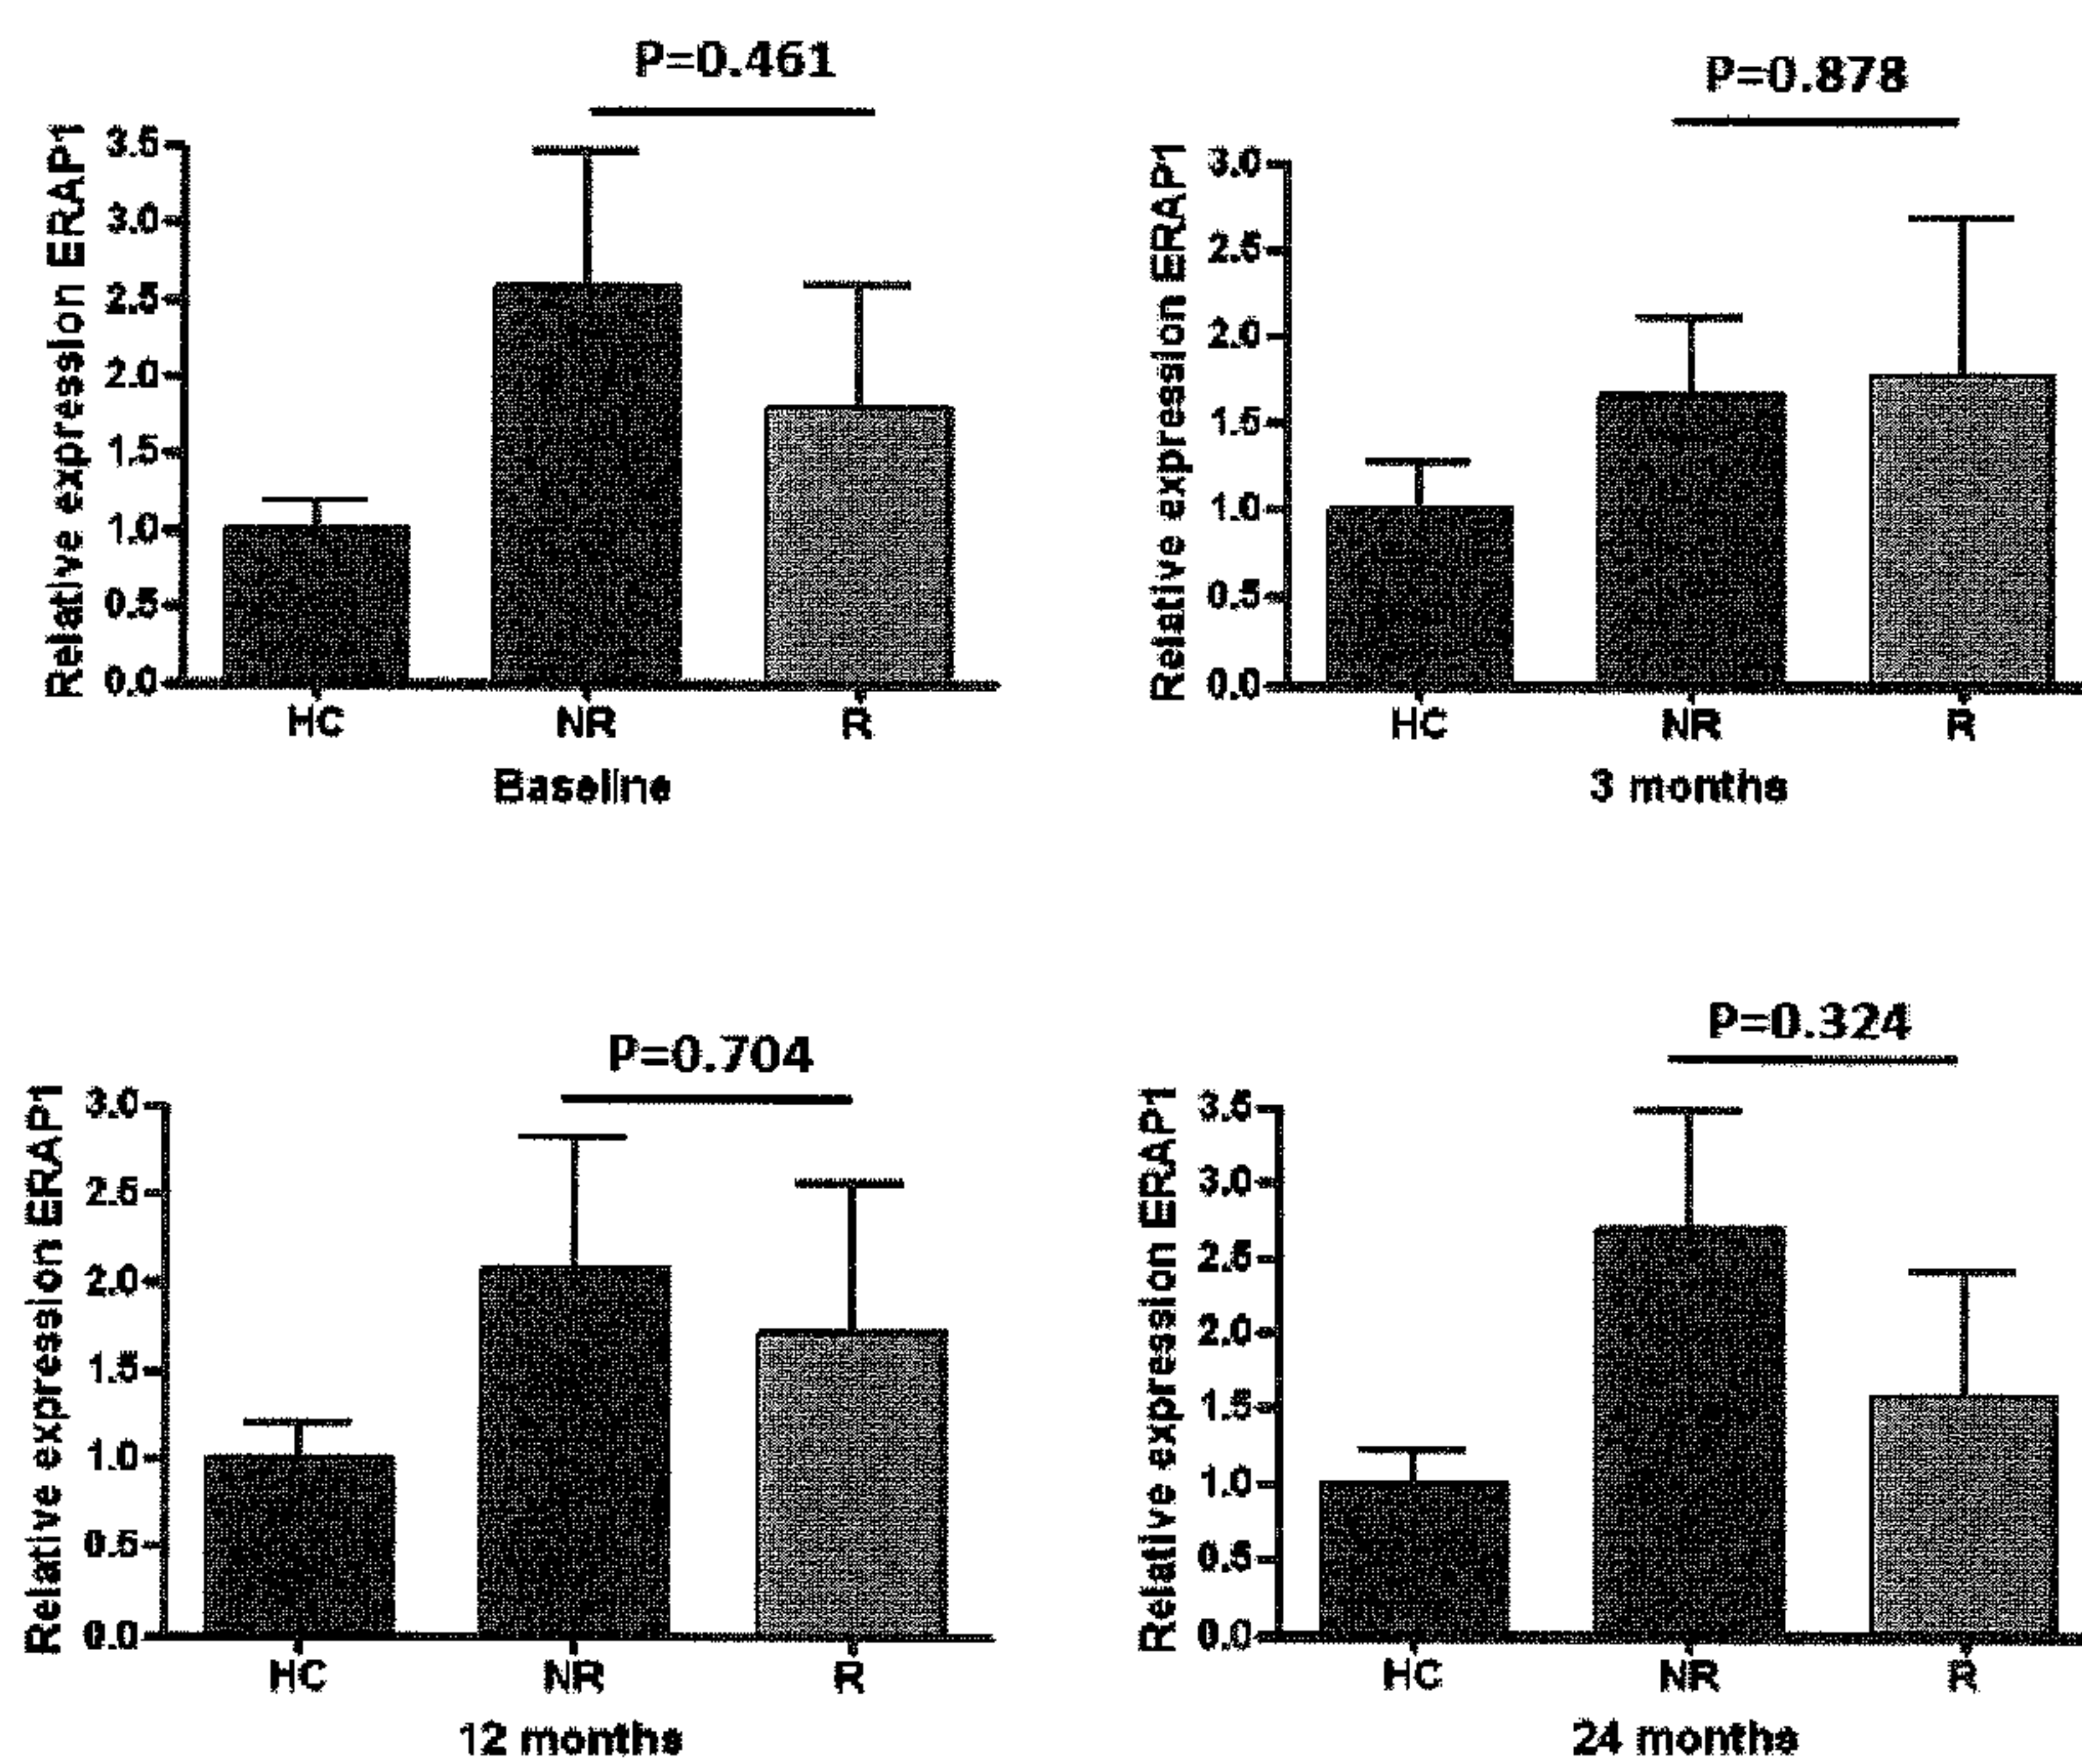 P=0.461
Relative expression ERAP1
3.5
3.0
2.5
2.0
1.5
1.0
0.5
0.0
HC NR R
Baseline
P=0.878
Relative expression ERAP1
3.0
2.5
2.0
1.5
1.0
0.5
0.0
HC NR R
3 months
P=0.704
Relative expression ERAP1
3.0
2.5
2.0
1.5
1.0
0.5
0.0
HC NR R
12 months
P=0.324
Relative expression ERAP1
3.5
3.0
2.5
2.0
1.5
1.0
0.5
0.0
HC NR R
24 months